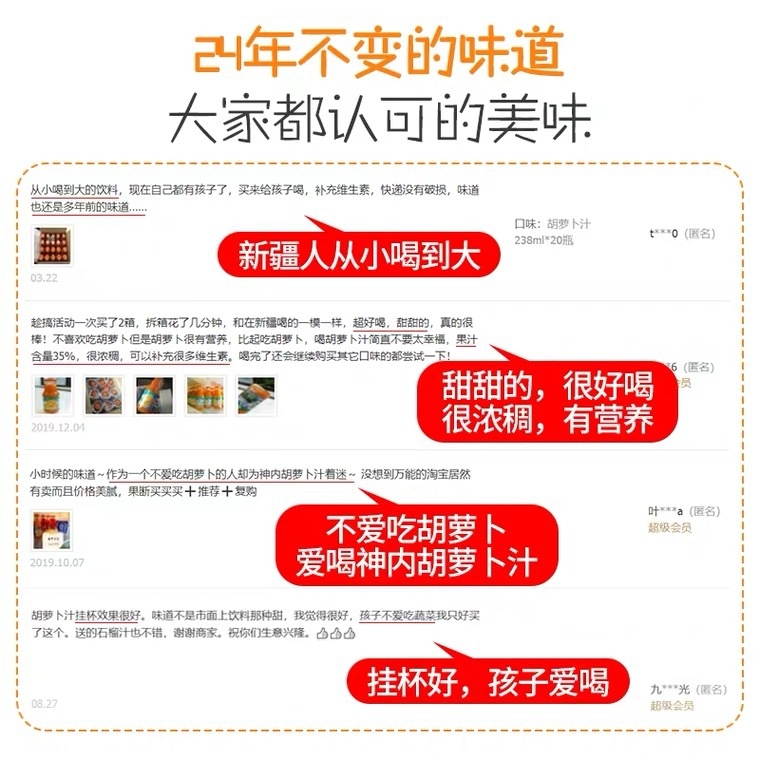 24年不变的味道
大家都认可的美味
从小喝到大的饮料，现在自己都有孩子了，买来给孩子喝，补充维生素，快递没有破损，味道
也还是多年前的味道……
口味：胡萝卜汁
238ml*20瓶
t***0（匿名）
新疆人从小喝到大
03.22
趁搞活动一次买了2箱，拆箱花了几分钟，和在新疆喝的一模一样，超好喝，甜甜的，真的很
棒！不喜欢吃胡萝卜但是胡萝卜很有营养，比起吃胡萝卜，喝胡萝卜汁简直不要太幸福，果汁
含量35%，很浓稠，可以补充很多维生素。喝完了还会继续购买其它口味的都尝试一下！
*6（匿名）
会员
甜甜的，很好喝
很浓稠，有营养
2019.12.04
小时候的味道~作为一个不爱吃胡萝卜的人却为神内胡萝卜汁着迷~ 没想到万能的淘宝居然
有卖而且价格美腻，果断买买买➕推荐➕复购
叶***a（匿名）
超级会员
不爱吃胡萝卜
爱喝神内胡萝卜汁
2019.10.07
胡萝卜汁挂杯效果很好。味道不是市面上饮料那种甜，我觉得很好，孩子不爱吃蔬菜我只好买
了这个。送的石榴汁也不错，谢谢商家。祝你们生意兴隆。👍👍👍
挂杯好，孩子爱喝
九***光（匿名）
超级会员
08.27